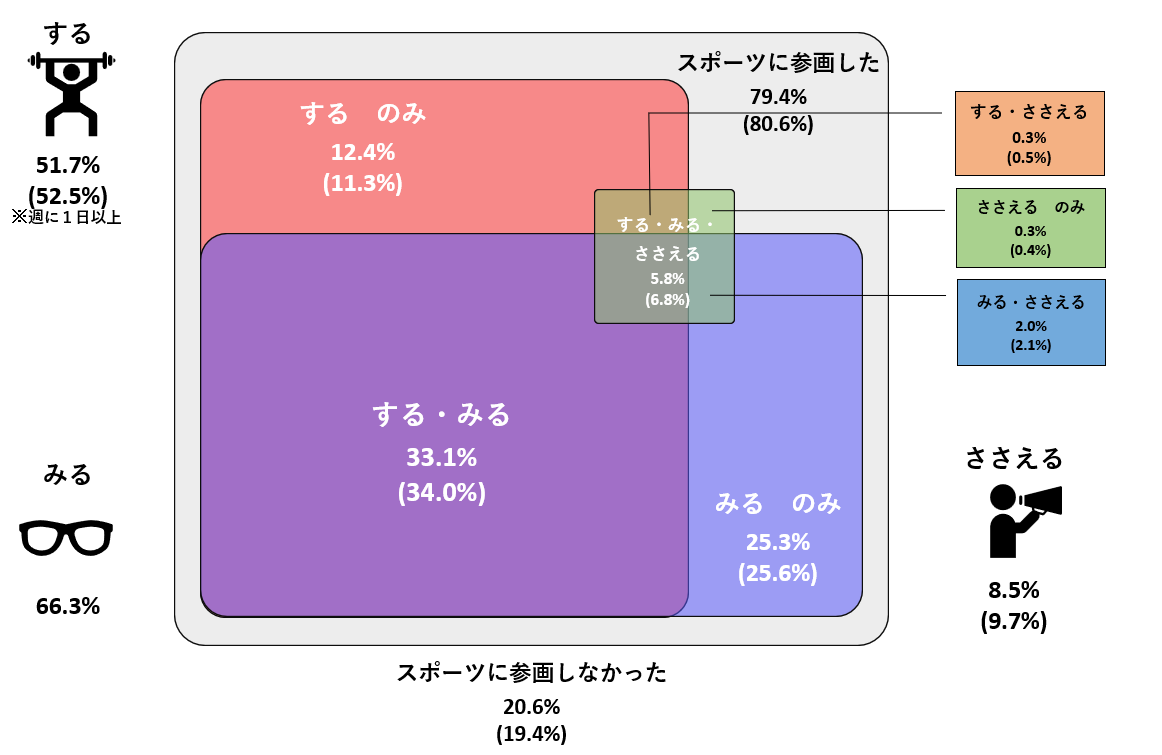 する
51.7%
(52.5%)
※週に1日以上
みる
66.3%
スポーツに参画した
79.4%
(80.6%)
する　のみ
12.4%
(11.3%)
する・みる・
ささえる
5.8%
(6.8%)
する・みる
33.1%
(34.0%)
みる　のみ
25.3%
(25.6%)
する・ささえる
0.3%
(0.5%)
ささえる　のみ
0.3%
(0.4%)
みる・ささえる
2.0%
(2.1%)
ささえる
8.5%
(9.7%)
スポーツに参画しなかった
20.6%
(19.4%)